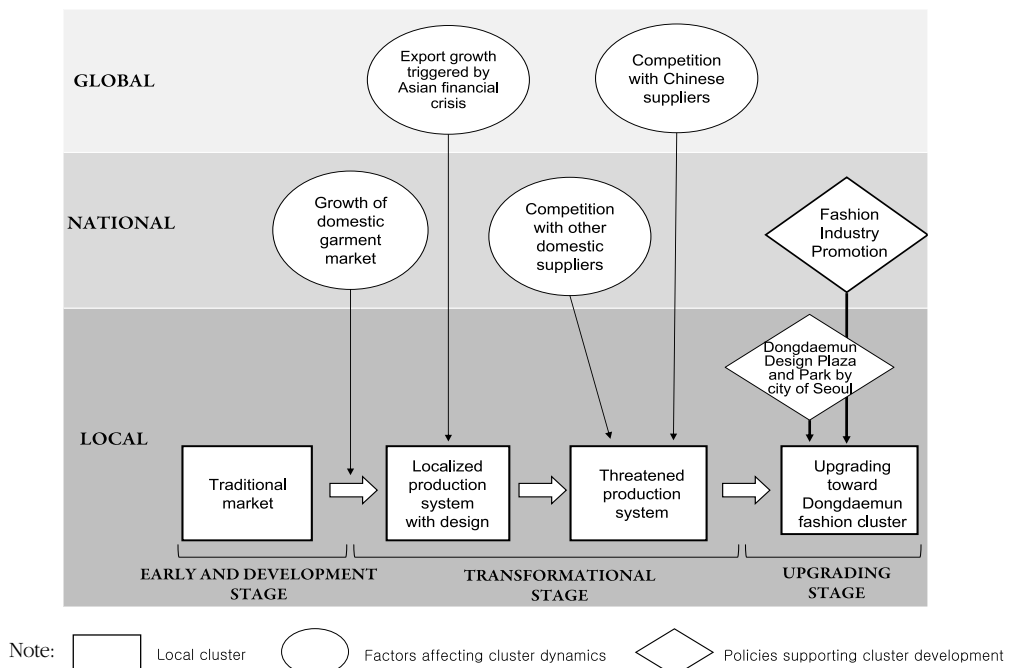 GLOBAL
Export growth
triggered by
Asian financial
crisis
Competition
with Chinese
suppliers
NATIONAL
Growth of
domestic
garment
market
Competition
with other
domestic
suppliers
Fashion
Industry
Promotion
Dongdaemun
Design Plaza
and Park by
city of Seoul
LOCAL
Traditional
market
Localized
production
system
with design
Threatened
production
system
Upgrading
toward
Dongdaemun
fashion cluster
EARLY AND DEVELOPMENT
STAGE
TRANSFORMATIONAL
STAGE
UPGRADING
STAGE
Note:
Local cluster
Factors affecting cluster dynamics
Policies supporting cluster development